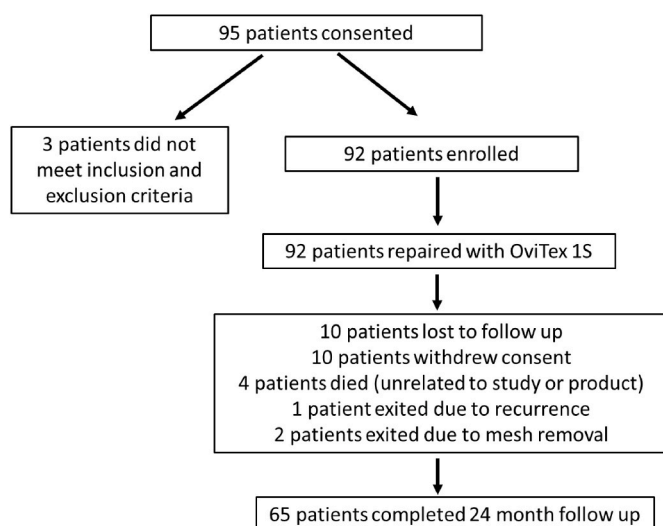 95 patients consented
3 patients did not
meet inclusion and
exclusion criteria
92 patients enrolled
92 patients repaired with OviTex 1S
10 patients lost to follow up
10 patients withdrew consent
4 patients died (unrelated to study or product)
1 patient exited due to recurrence
2 patients exited due to mesh removal
65 patients completed 24 month follow up